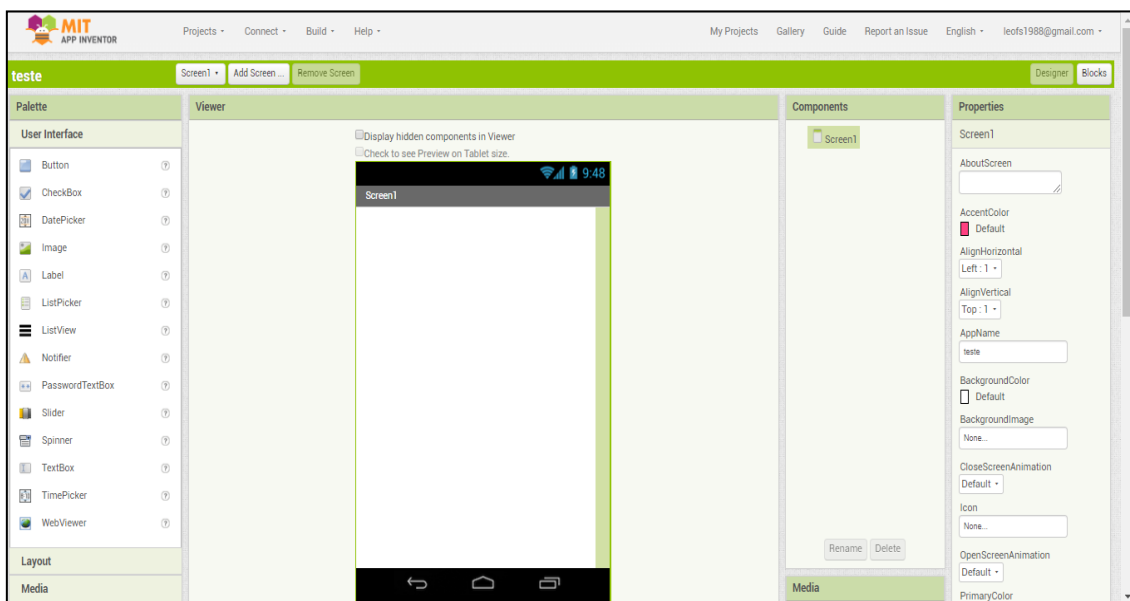 MIT
APP INVENTOR
Projects Connect Build Help My Projects Gallery Guide Report an Issue English leofs1988@gmail.com
teste Screen1 Add Screen ... Remove Screen Designer Blocks
Palette
User Interface
Button
CheckBox
DatePicker
Image
Label
ListPicker
ListView
Notifier
PasswordTextBox
Slider
Spinner
TextBox
TimePicker
WebViewer
Layout
Media
Viewer
Display hidden components in Viewer
Check to see Preview on Tablet size.
9:48
Screen1
Components
Screen1
Rename Delete
Media
Properties
Screen1
AboutScreen
AccentColor
Default
AlignHorizontal
Left : 1
AlignVertical
Top : 1
AppName
teste
BackgroundColor
Default
BackgroundImage
None...
CloseScreenAnimation
Default
Icon
None...
OpenScreenAnimation
Default
PrimaryColor